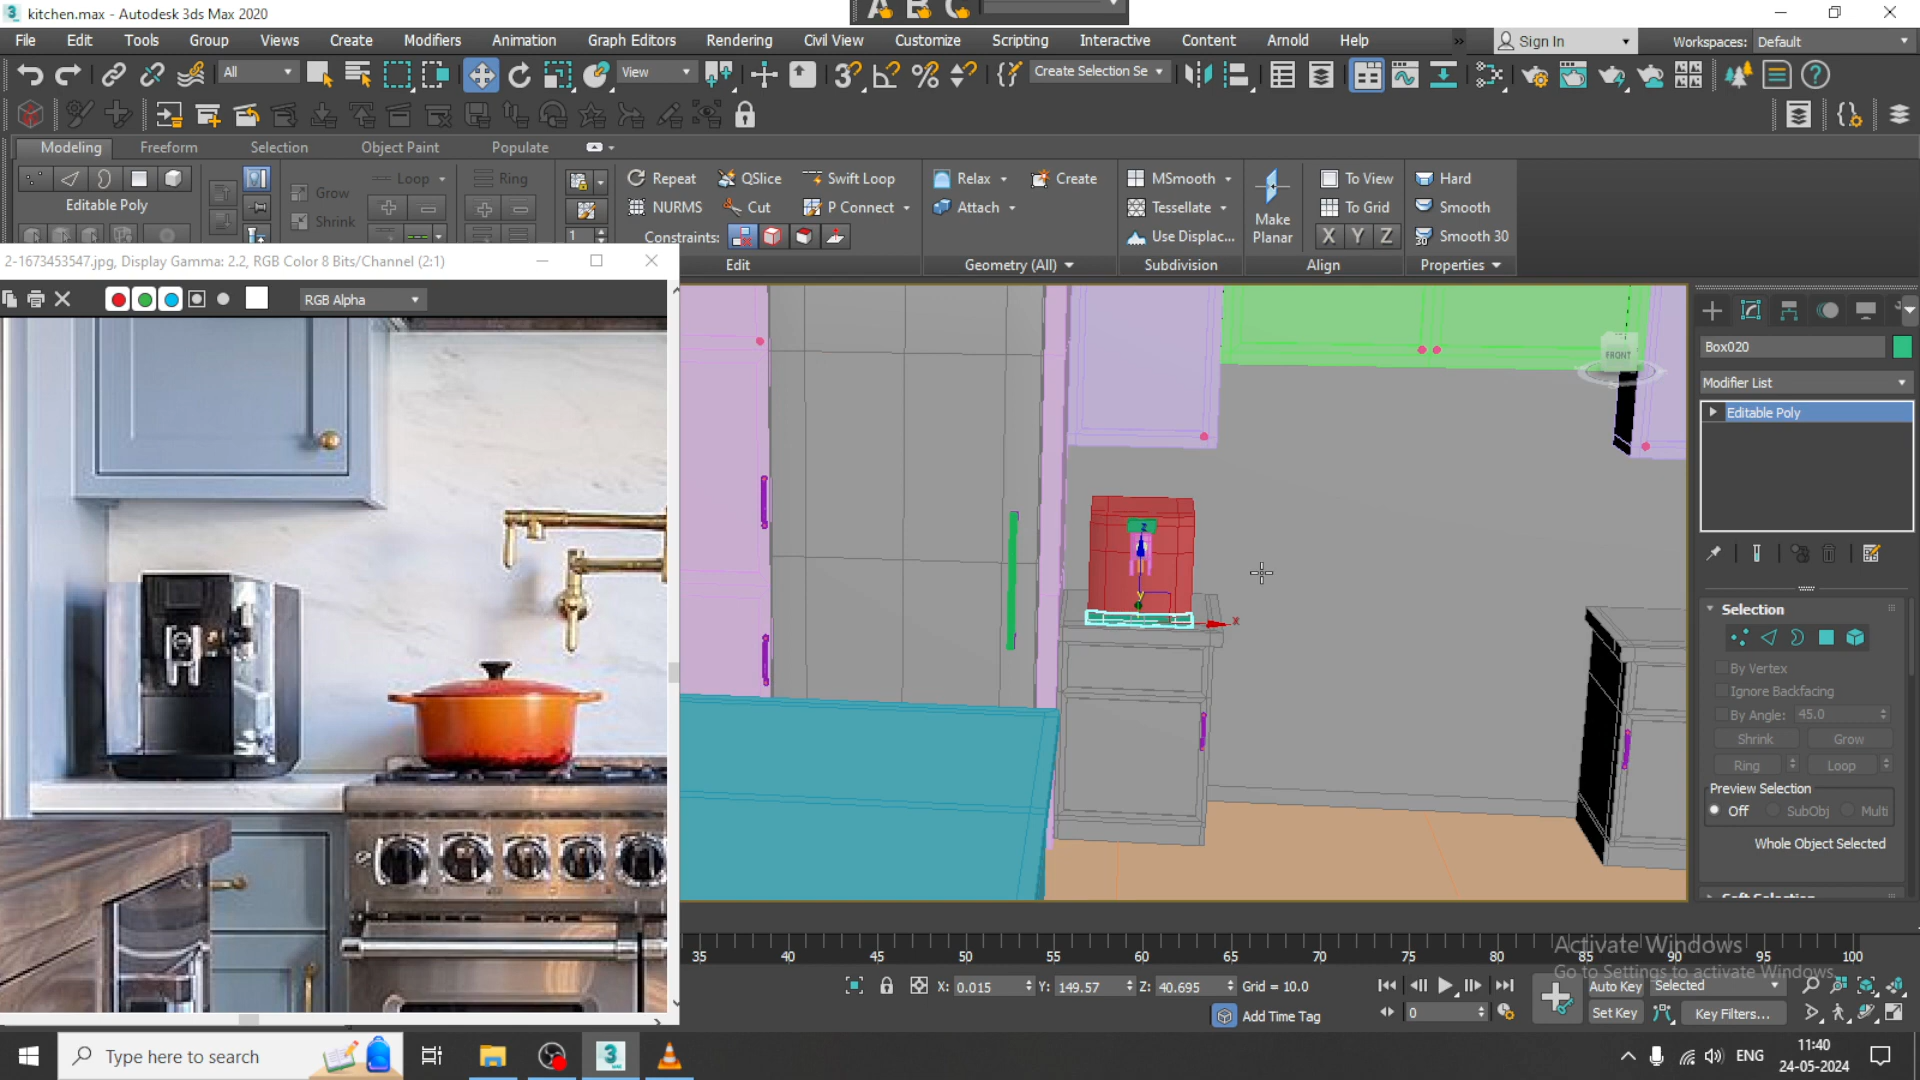 kitchen.max - Autodesk 3ds Max 2020
A B C
File Edit Tools Group Views Create Modifiers Animation Graph Editors Rendering Civil View Customize Scripting Interactive Content Arnold Help Sign In Workspaces: Default
All View Create Selection Se
Modeling Freeform Selection Object Paint Populate
Loop Ring Repeat QSlice Swift Loop Relax Create MSmooth To View Hard
Editable Poly Grow NURMS Cut P Connect Attach Tessellate Make Planar To Grid Smooth
Shrink 1 Constraints: Use Displac... X Y Z Smooth 30
Edit Geometry (All) Subdivision Align Properties
2-1673453547.jpg, Display Gamma: 2.2, RGB Color 8 Bits/Channel (2:1)
RGB Alpha
FRONT
z
y
x
Box020
Modifier List
Editable Poly
Selection
By Vertex
Ignore Backfacing
By Angle: 45.0
Shrink Grow
Ring Loop
Preview Selection
Off SubObj Multi
Whole Object Selected
Soft Selection
35 40 45 50 55 60 65 70 75 80 85 90 95 100
Activate Windows
Go to Settings to activate Windows.
X: 0.015 Y: 149.57 Z: 40.695 Grid = 10.0 Auto Key Selected
Add Time Tag 0 Set Key Key Filters...
Type here to search
ENG
11:40
24-05-2024